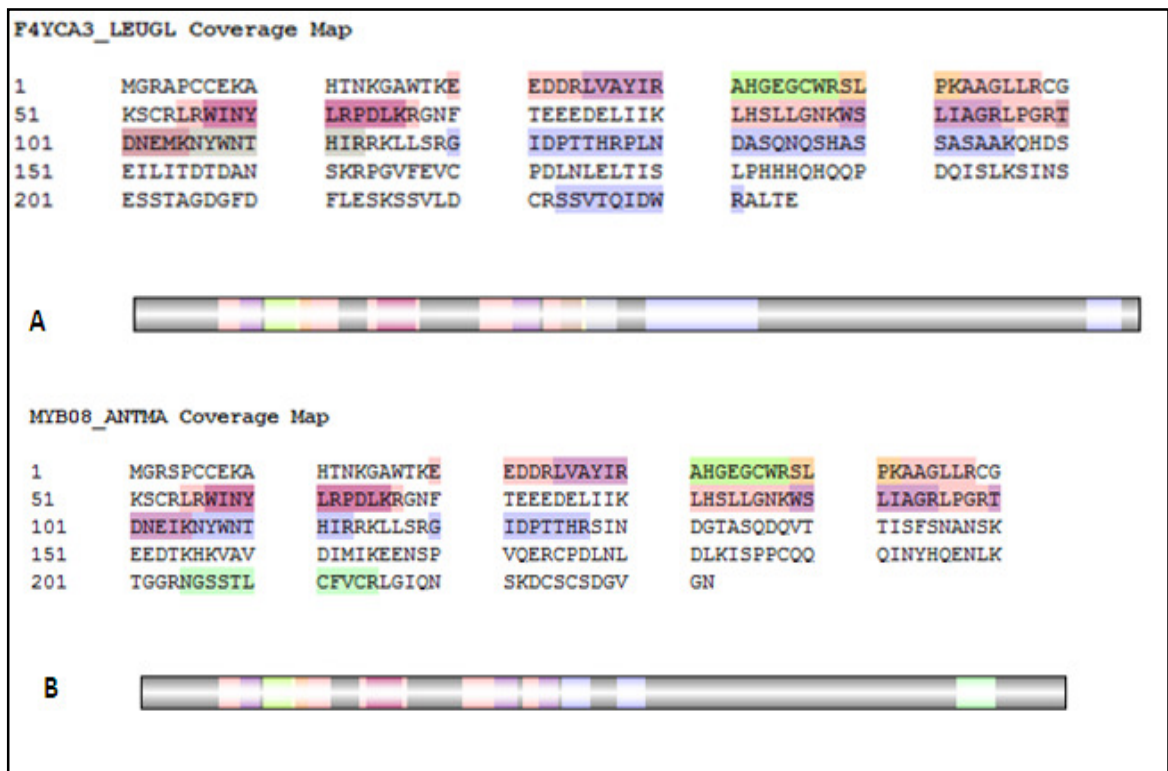 F4YCA3_LEUGL Coverage Map
1 MGRAPCCEKA HTNKGAWTKE EDDRLVAYIR AHGEGCWRSL PKAAGLLRCG
51 KSCRLRWINY LRPDLKRGNF TEEEDELIIK LHSLLGNKWS LIAGRLPGRT
101 DNEMKNYWNT HIRRKLLSRG IDPTTHRPLN DASQNQSHAS SASAAKQHDS
151 EILITDTDAN SKRPGVFEVC PDLNLELTIS LPHHHQHQQP DQISLKSINS
201 ESSTAGDGFD FLESKSSVLD CRSSVTQIDW RALTE
A
MYB08_ANTMA Coverage Map
1 MGRSPCCEKA HTNKGAWTKE EDDRLVAYIR AHGEGCWRSL PKAAGLLRCG
51 KSCRLRWINY LRPDLKRGNF TEEEDELIIK LHSLLGNKWS LIAGRLPGRT
101 DNEIKNYWNT HIRRKLLSRG IDPTTHRSIN DGTASQDQVT TISFSNANSK
151 EEDTKHKVAV DIMIKEENSP VQERCPDLNL DLKISPPCQQ QINYHQENLK
201 TGGRNGSSTL CFVCRLGIQN SKDCSCSDGV GN
B